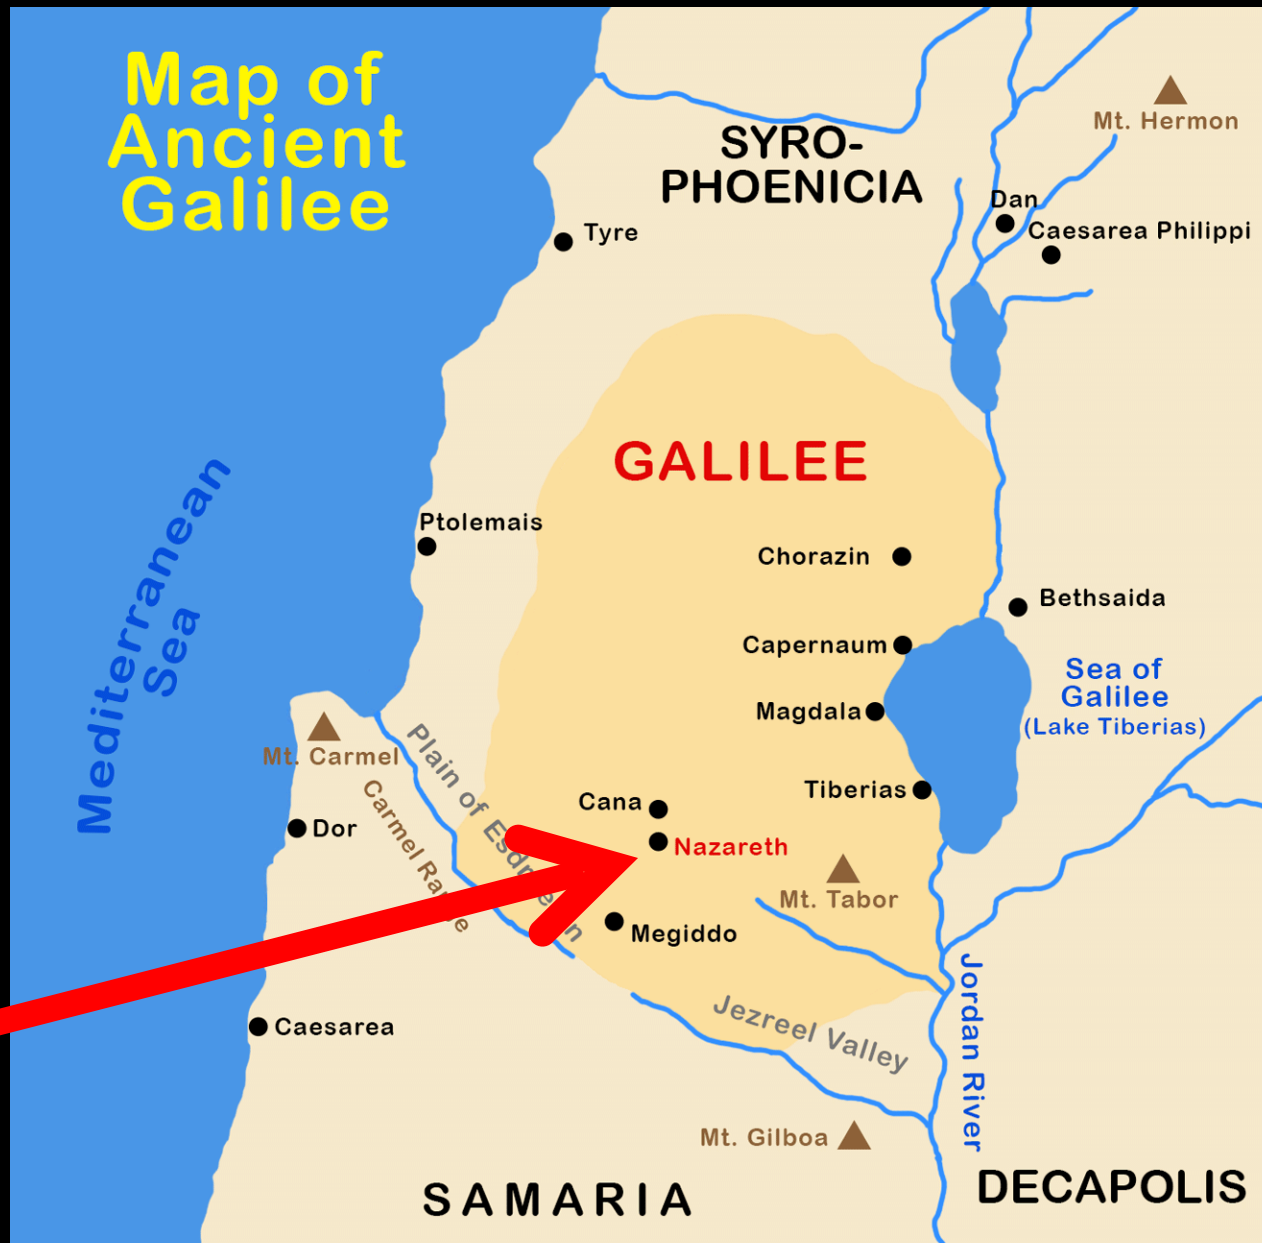 Map of
Ancient
Galilee
SYRO-
PHOENICIA
Mt. Hermon
Dan
Caesarea Philippi
Tyre
GALILEE
Mediterranean
Sea
Ptolemais
Chorazin
Bethsaida
Capernaum
Sea of
Galilee
(Lake Tiberias)
Magdala
Mt. Carmel
Plain of
Carmel
Tiberias
Cana
Dor
Nazareth
Mt. Tabor
Megiddo
Jordan River
Jezreel Valley
Caesarea
Mt. Gilboa
SAMARIA
DECAPOLIS